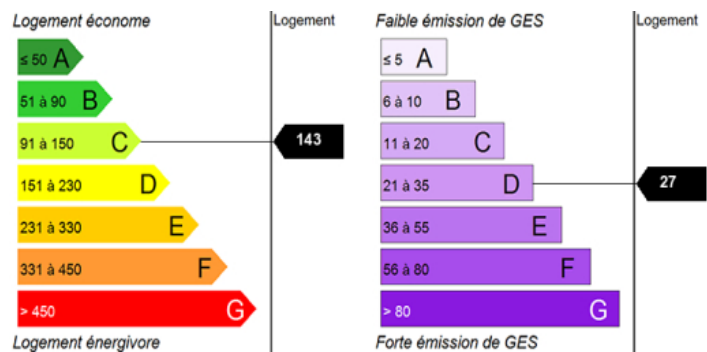 Logement économe
Logement
≤ 50 A
51 à 90 B
91 à 150 C
143
151 à 230 D
231 à 330 E
331 à 450 F
> 450 G
Logement énergivore
Faible émission de GES
Logement
≤ 5 A
6 à 10 B
11 à 20 C
21 à 35 D
27
36 à 55 E
56 à 80 F
> 80 G
Forte émission de GES